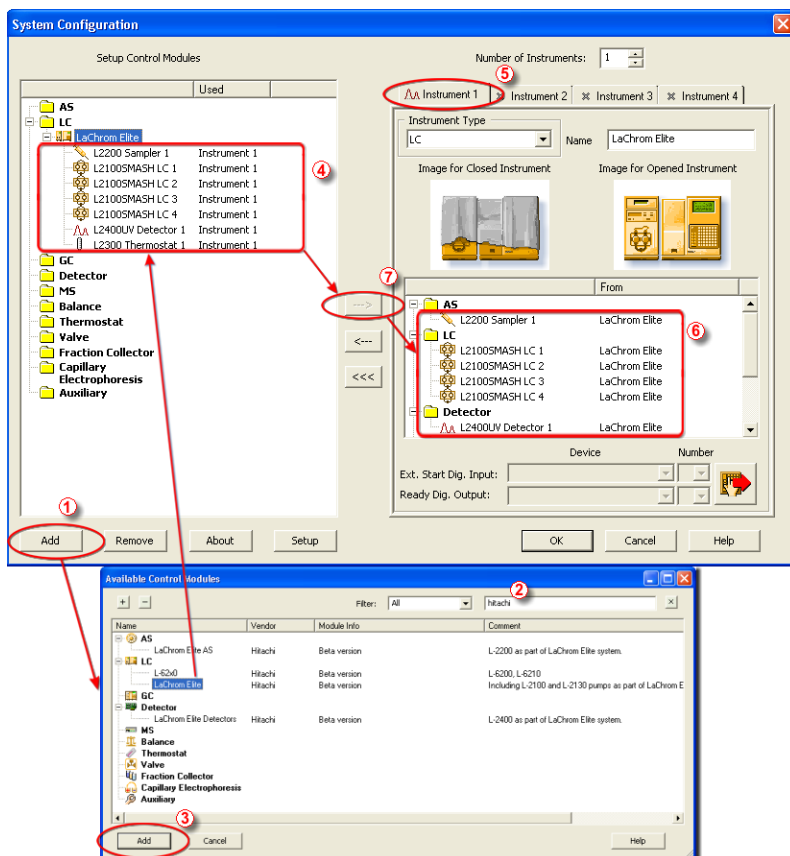 System Configuration
Setup Control Modules
Number of Instruments: 1
Used
AS
LC
LaChrom Elite
L2200 Sampler 1 Instrument 1
L2100SMASH LC 1 Instrument 1
L2100SMASH LC 2 Instrument 1
L2100SMASH LC 3 Instrument 1
L2100SMASH LC 4 Instrument 1
L2400UV Detector 1 Instrument 1
L2300 Thermostat 1 Instrument 1
GC
Detector
MS
Balance
Thermostat
Valve
Fraction Collector
Capillary
Electrophoresis
Auxiliary
4
--->
<---
<<<
7
5
Instrument 1 Instrument 2 Instrument 3 Instrument 4
Instrument Type
LC Name LaChrom Elite
Image for Closed Instrument Image for Opened Instrument
From
AS
L2200 Sampler 1 LaChrom Elite
LC
L2100SMASH LC 1 LaChrom Elite
L2100SMASH LC 2 LaChrom Elite
L2100SMASH LC 3 LaChrom Elite
L2100SMASH LC 4 LaChrom Elite
Detector
L2400UV Detector 1 LaChrom Elite
6
Device Number
Ext. Start Dig. Input:
Ready Dig. Output:
1
Add Remove About Setup OK Cancel Help
Available Control Modules
2
+ - Filter: All hitachi
Name Vendor Module Info Comment
AS
LaChrom Elite AS Hitachi Beta version L-2200 as part of LaChrom Elite system.
LC
L-62x0 Hitachi Beta version L-6200, L-6210
LaChrom Elite Hitachi Beta version Including L-2100 and L-2130 pumps as part of LaChrom E
GC
Detector
LaChrom Elite Detectors Hitachi Beta version L-2400 as part of LaChrom Elite system.
MS
Balance
Thermostat
Valve
Fraction Collector
Capillary Electrophoresis
Auxiliary
3
Add Cancel Help